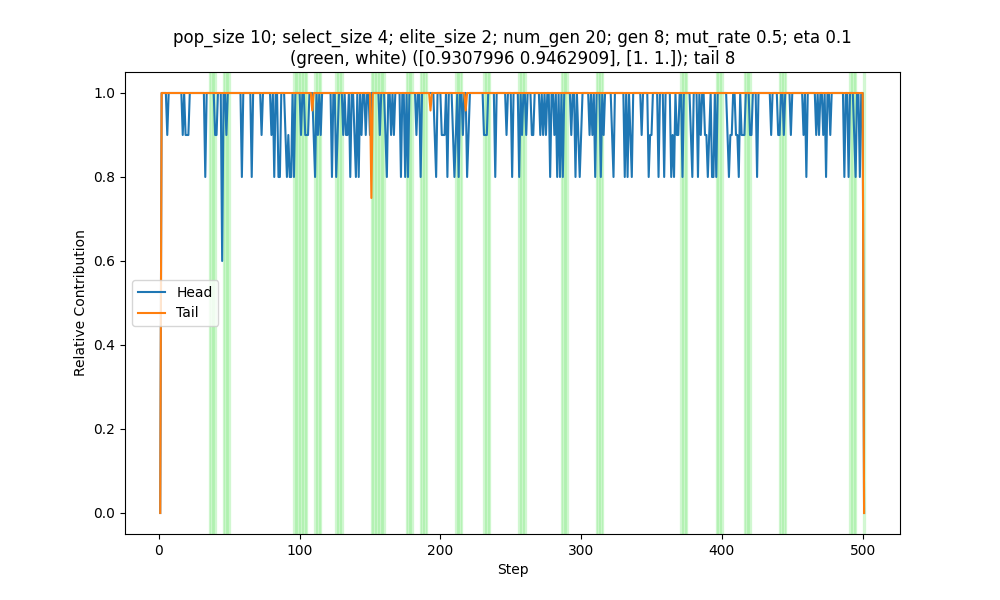 pop_size 10; select_size 4; elite_size 2; num_gen 20; gen 8; mut_rate 0.5; eta 0.1
(green, white) ([0.9307996 0.9462909], [1. 1.]); tail 8
1.0
0.8
0.6
0.4
0.2
0.0
Relative Contribution
Head
Tail
0
100
200
300
400
500
Step